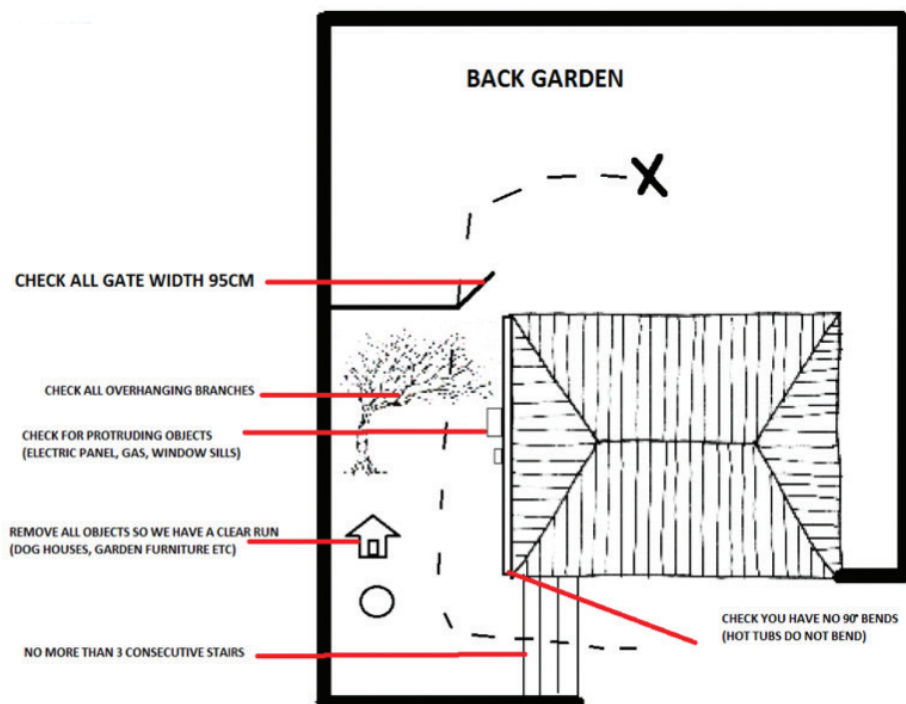 BACK GARDEN
CHECK ALL GATE WIDTH 95CM
CHECK ALL OVERHANGING BRANCHES
CHECK FOR PROTRUDING OBJECTS
(ELECTRIC PANEL, GAS, WINDOW SILLS)
REMOVE ALL OBJECTS SO WE HAVE A CLEAR RUN
(DOG HOUSES, GARDEN FURNITURE ETC)
CHECK YOU HAVE NO 90° BENDS
(HOT TUBS DO NOT BEND)
NO MORE THAN 3 CONSECUTIVE STAIRS